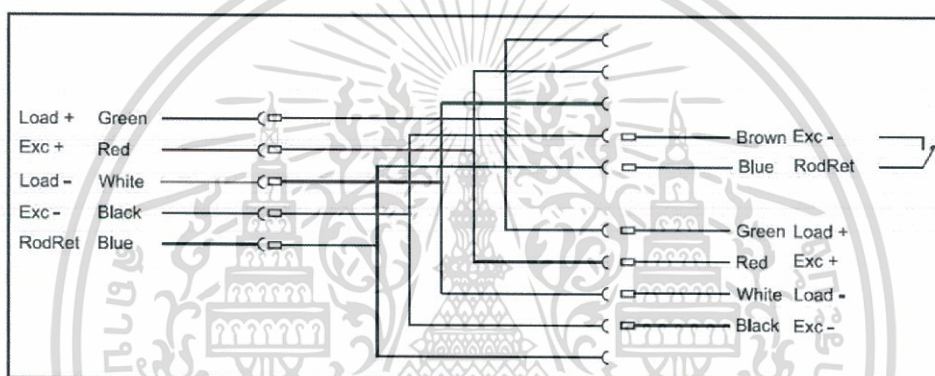 Load + Green
Exc + Red
Load - White
Exc - Black
RodRet Blue
Brown Exc -
Blue RodRet
Green Load +
Red Exc +
White Load -
Black Exc -